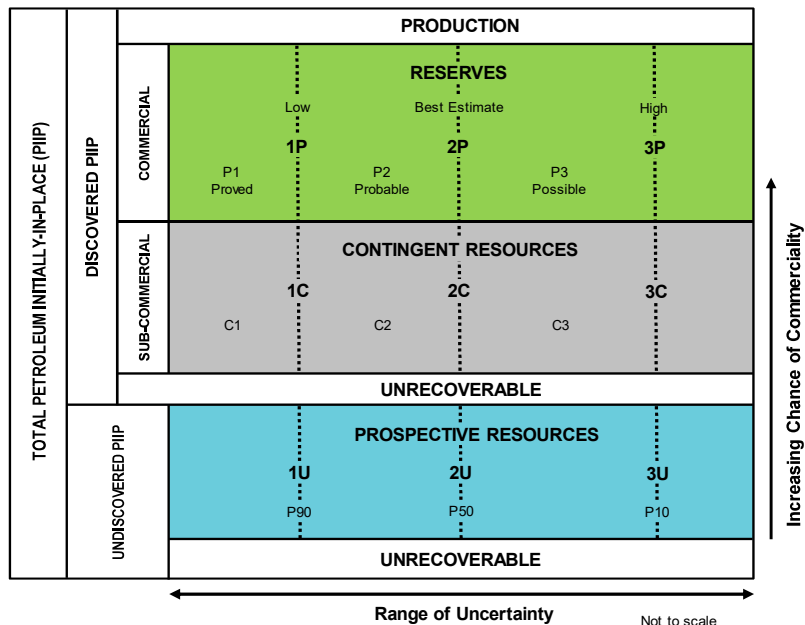 PRODUCTION
TOTAL PETROLEUM INITIALLY-IN-PLACE (PIIP)
DISCOVERED PIIP
COMMERCIAL
RESERVES
Low Best Estimate High
1P 2P 3P
P1 P2 P3
Proved Probable Possible
SUB-COMMERCIAL
CONTINGENT RESOURCES
1C 2C 3C
C1 C2 C3
UNRECOVERABLE
UNDISCOVERED PIIP
PROSPECTIVE RESOURCES
1U 2U 3U
P90 P50 P10
UNRECOVERABLE
Increasing Chance of Commerciality
Range of Uncertainty
Not to scale